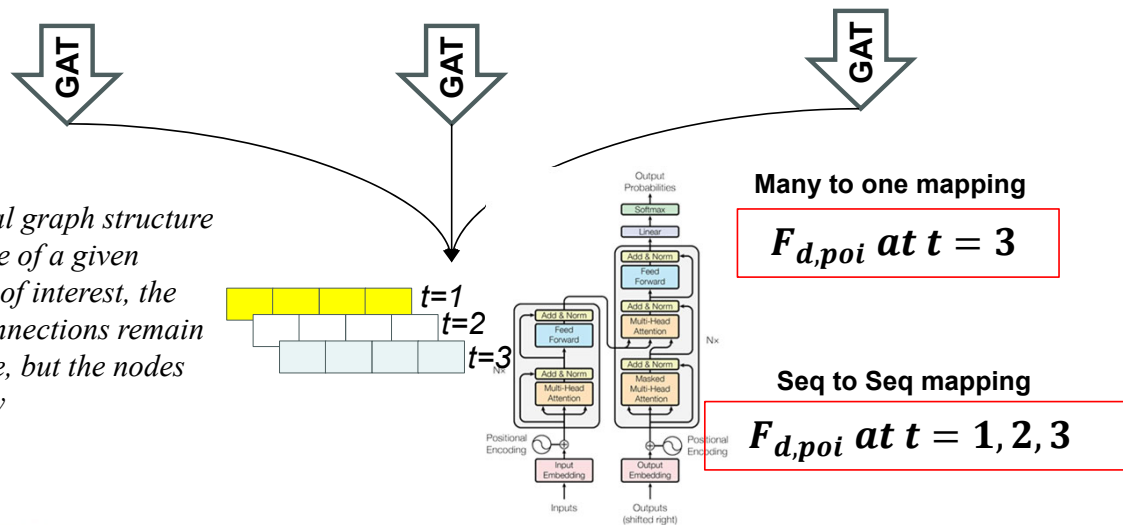 GAT
GAT
GAT
al graph structure
e of a given
of interest, the
nnections remain
e, but the nodes
t=1
t=2
t=3
Output
Probabilities
Softmax
Linear
Add & Norm
Feed
Forward
Add & Norm
Multi-Head
Attention
Add & Norm
Feed
Forward
Nx
Add & Norm
Masked
Multi-Head
Attention
Add & Norm
Multi-Head
Attention
Positional
Encoding
Positional
Encoding
Input
Embedding
Output
Embedding
Inputs
Outputs
(shifted right)
Many to one mapping
F_{d,poi} at t = 3
Seq to Seq mapping
F_{d,poi} at t = 1, 2, 3